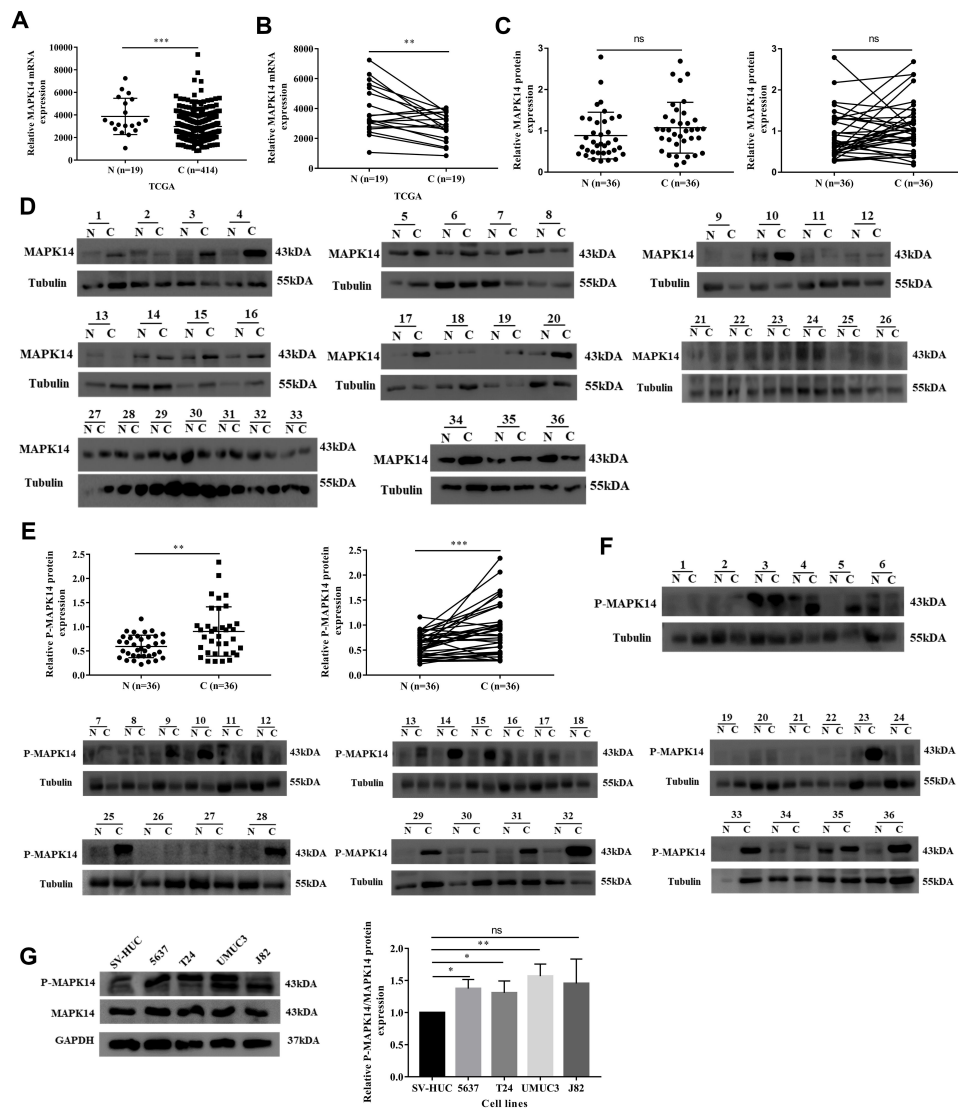 A
***
Relative MAPK14 mRNA
expression
10000
8000
6000
4000
2000
0
N (n=19)
C (n=414)
TCGA
B
**
Relative MAPK14 mRNA
expression
8000
6000
4000
2000
0
N (n=19)
C (n=19)
TCGA
C
ns
Relative MAPK14 protein
expression
3
2
1
0
N (n=36)
C (n=36)
ns
Relative MAPK14 protein
expression
3
2
1
0
N (n=36)
C (n=36)
D
1 2 3 4
N C N C N C N C
MAPK14 43kDA
Tubulin 55kDA
5 6 7 8
N C N C N C N C
MAPK14 43kDA
Tubulin 55kDA
9 10 11 12
N C N C N C N C
MAPK14 43kDA
Tubulin 55kDA
13 14 15 16
N C N C N C N C
MAPK14 43kDA
Tubulin 55kDA
17 18 19 20
N C N C N C N C
MAPK14 43kDA
Tubulin 55kDA
21 22 23 24 25 26
N C N C N C N C N C N C
MAPK14 43kDA
Tubulin 55kDA
27 28 29 30 31 32 33
N C N C N C N C N C N C N C
MAPK14 43kDA
Tubulin 55kDA
34 35 36
N C N C N C
MAPK14 43kDA
Tubulin 55kDA
E
**
Relative P-MAPK14 protein
expression
2.5
2.0
1.5
1.0
0.5
0.0
N (n=36)
C (n=36)
***
Relative P-MAPK14 protein
expression
2.5
2.0
1.5
1.0
0.5
0.0
N (n=36)
C (n=36)
F
1 2 3 4 5 6
N C N C N C N C N C N C
P-MAPK14 43kDA
Tubulin 55kDA
7 8 9 10 11 12
N C N C N C N C N C N C
P-MAPK14 43kDA
Tubulin 55kDA
13 14 15 16 17 18
N C N C N C N C N C N C
P-MAPK14 43kDA
Tubulin 55kDA
19 20 21 22 23 24
N C N C N C N C N C N C
P-MAPK14 43kDA
Tubulin 55kDA
25 26 27 28
N C N C N C N C
P-MAPK14 43kDA
Tubulin 55kDA
29 30 31 32
N C N C N C N C
P-MAPK14 43kDA
Tubulin 55kDA
33 34 35 36
N C N C N C N C
P-MAPK14 43kDA
Tubulin 55kDA
G
SV-HUC 5637 T24 UMUC3 J82
P-MAPK14 43kDA
MAPK14 43kDA
GAPDH 37kDA
ns
**
*
*
Relative P-MAPK14/MAPK14 protein
expression
2.0
1.5
1.0
0.5
0.0
SV-HUC 5637 T24 UMUC3 J82
Cell lines